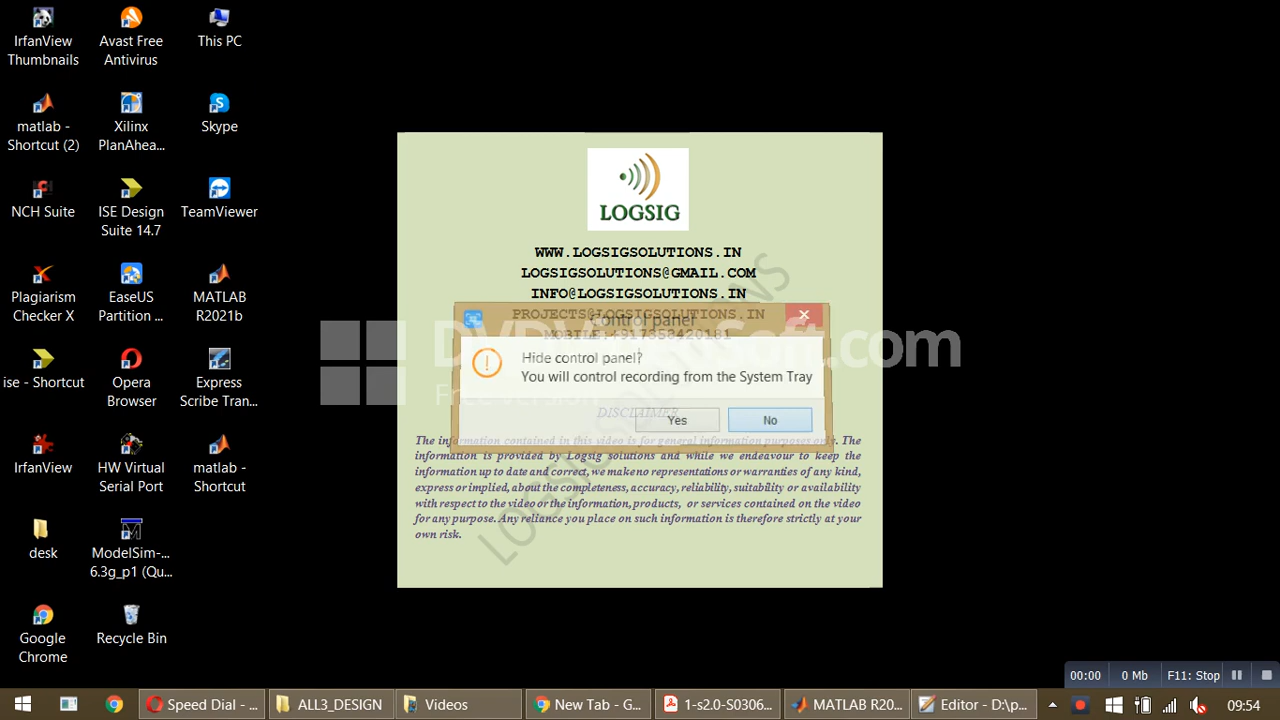 IrfanView
Thumbnails
Avast Free
Antivirus
This PC
matlab -
Shortcut (2)
Xilinx
PlanAhea...
Skype
NCH Suite
ISE Design
Suite 14.7
TeamViewer
Plagiarism
Checker X
EaseUS
Partition ...
MATLAB
R2021b
ise - Shortcut
Opera
Browser
Express
Scribe Tran...
IrfanView
HW Virtual
Serial Port
matlab -
Shortcut
desk
ModelSim-...
6.3g_p1 (Qu...
Google
Chrome
Recycle Bin
LOGSIG
WWW.LOGSIGSOLUTIONS.IN
LOGSIGSOLUTIONS@GMAIL.COM
INFO@LOGSIGSOLUTIONS.IN
PROJECTS@LOGSIGSOLUTIONS.IN
MOBILE:+917353420181
Control panel
Hide control panel?
You will control recording from the System Tray
Yes
No
DISCLAIMER
The information contained in this video is for general information purposes only. The
information is provided by Logsig solutions and while we endeavour to keep the
information up to date and correct, we make no representations or warranties of any kind,
express or implied, about the completeness, accuracy, reliability, suitability or availability
with respect to the video or the information, products, or services contained on the video
for any purpose. Any reliance you place on such information is therefore strictly at your
own risk.
LOGSIG SOLUTIONS
Free version
00:00
0 Mb
F11: Stop
Speed Dial - ...
ALL3_DESIGN
Videos
New Tab - G...
1-s2.0-S0306...
MATLAB R20...
Editor - D:\p...
09:54